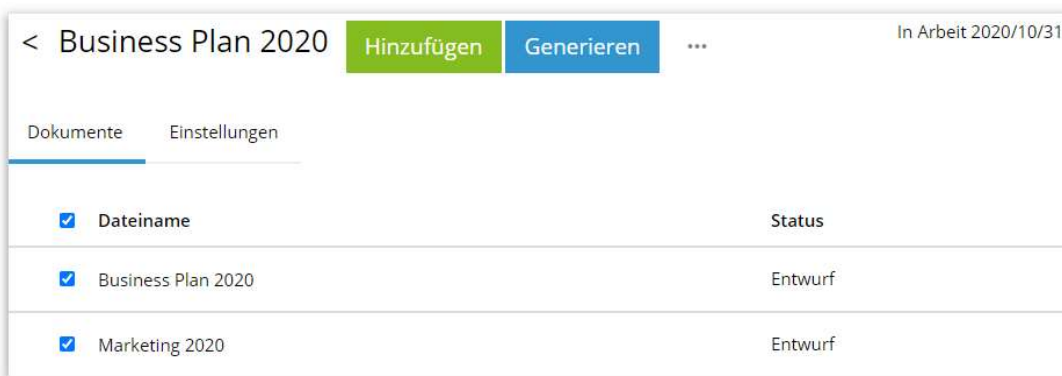 < Business Plan 2020 Hinzufügen Generieren ... In Arbeit 2020/10/31
Dokumente Einstellungen
Dateiname Status
Business Plan 2020 Entwurf
Marketing 2020 Entwurf